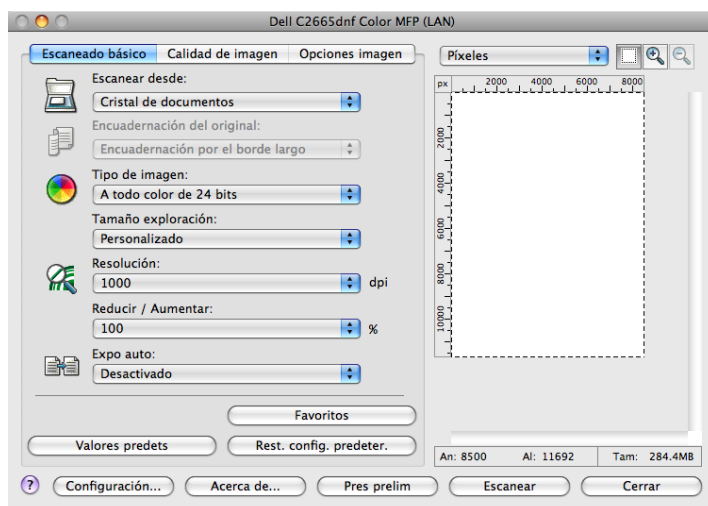 Dell C2665dnf Color MFP (LAN)
Escaneado básico Calidad de imagen Opciones imagen
Escanear desde:
Cristal de documentos
Encuadernación del original:
Encuadernación por el borde largo
Tipo de imagen:
A todo color de 24 bits
Tamaño exploración:
Personalizado
Resolución:
1000 dpi
Reducir / Aumentar:
100 %
Expo auto:
Desactivado
Favoritos
Valores predets Rest. config. predeter.
Píxeles
px 2000 4000 6000 8000
2000
4000
6000
8000
10000
An: 8500 Al: 11692 Tam: 284.4MB
? Configuración... Acerca de... Pres prelim Escanear Cerrar